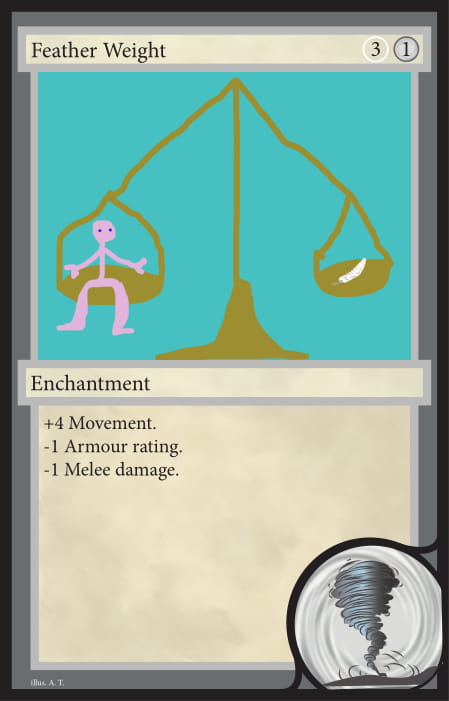 Feather Weight 3 1
Enchantment
+4 Movement.
-1 Armour rating.
-1 Melee damage.
illus. A. T.